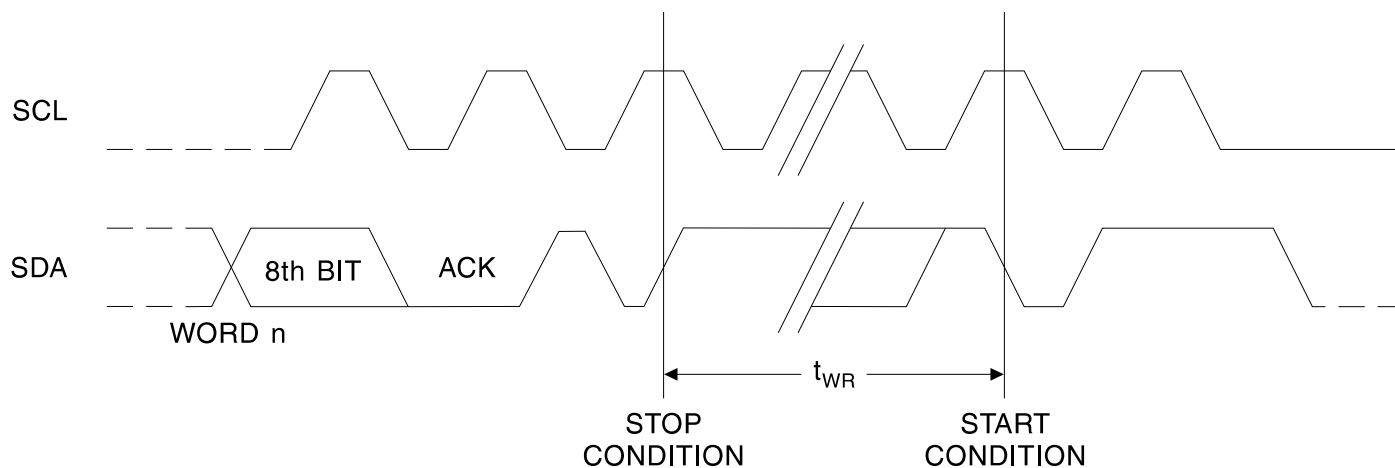 SCL
SDA
8th BIT
ACK
WORD n
tWR
STOP
CONDITION
START
CONDITION